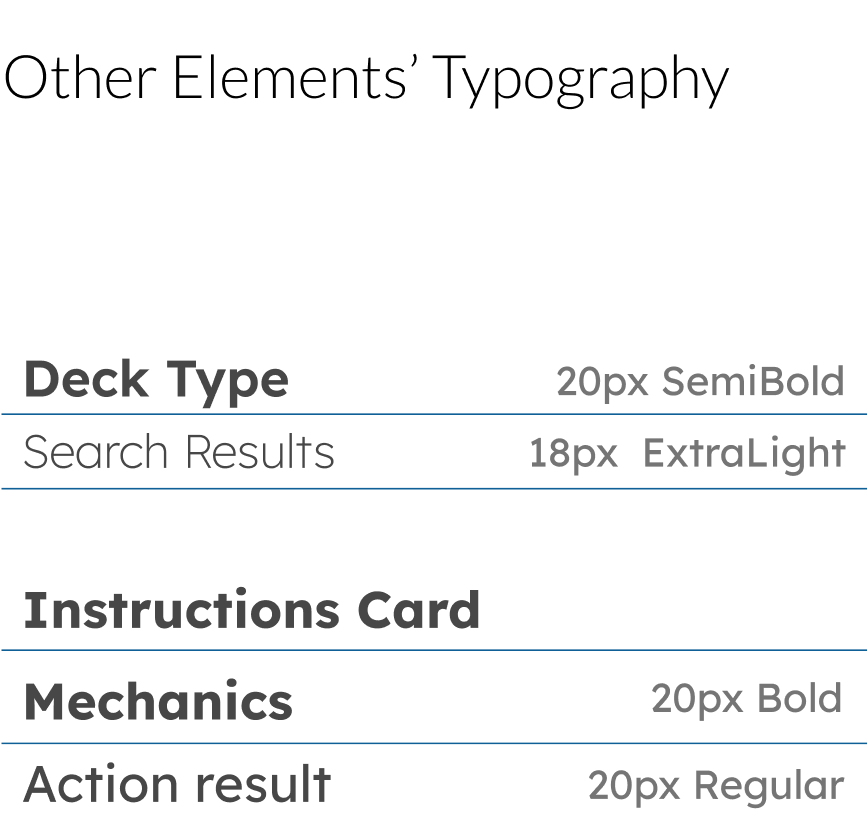 Other Elements’ Typography
Deck Type 20px SemiBold
Search Results 18px  ExtraLight
Instructions Card
Mechanics 20px Bold
Action result 20px Regular